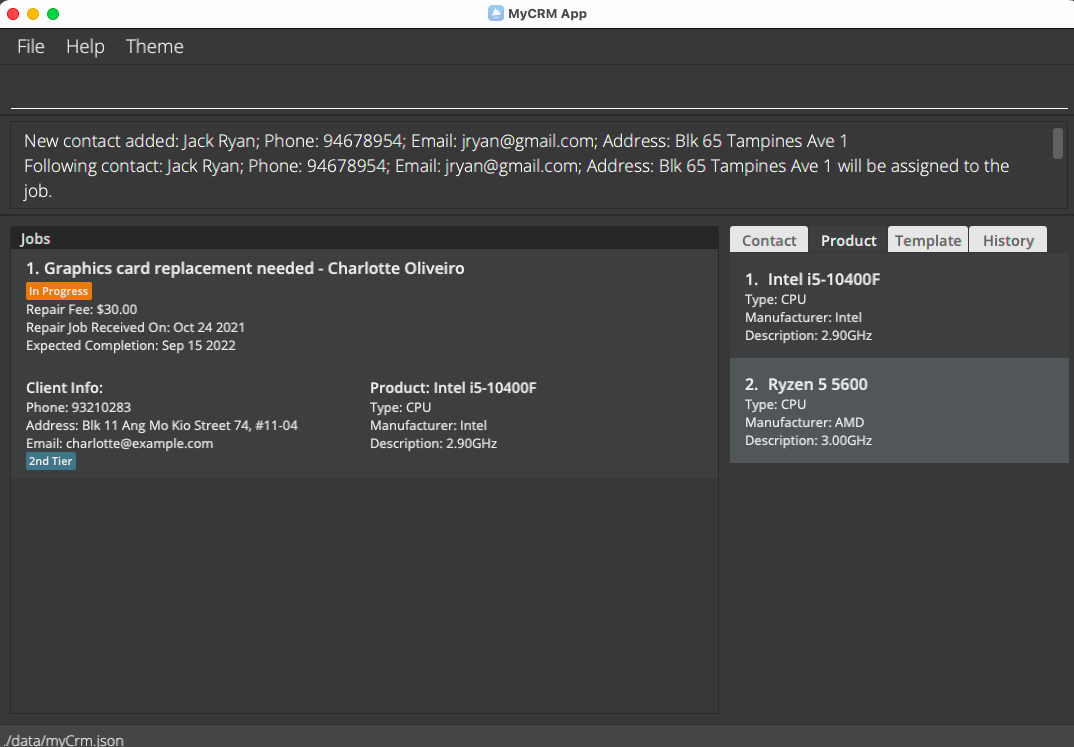 MyCRM App
File Help Theme
New contact added: Jack Ryan; Phone: 94678954; Email: jryan@gmail.com; Address: Blk 65 Tampines Ave 1
Following contact: Jack Ryan; Phone: 94678954; Email: jryan@gmail.com; Address: Blk 65 Tampines Ave 1 will be assigned to the
job.
Jobs
1. Graphics card replacement needed - Charlotte Oliveiro
In Progress
Repair Fee: $30.00
Repair Job Received On: Oct 24 2021
Expected Completion: Sep 15 2022
Client Info:
Phone: 93210283
Address: Blk 11 Ang Mo Kio Street 74, #11-04
Email: charlotte@example.com
2nd Tier
Product: Intel i5-10400F
Type: CPU
Manufacturer: Intel
Description: 2.90GHz
Contact Product Template History
1. Intel i5-10400F
Type: CPU
Manufacturer: Intel
Description: 2.90GHz
2. Ryzen 5 5600
Type: CPU
Manufacturer: AMD
Description: 3.00GHz
./data/myCrm.json